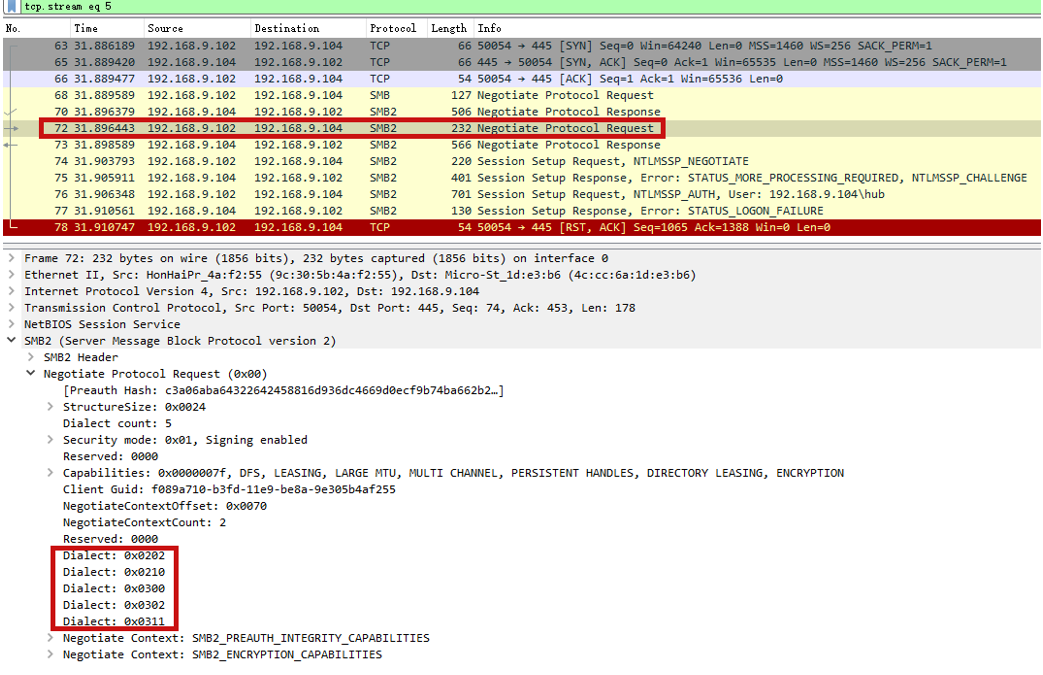 tcp.stream eq 5
No. Time Source Destination Protocol Length Info
63 31.886189 192.168.9.102 192.168.9.104 TCP 66 50054 → 445 [SYN] Seq=0 Win=64240 Len=0 MSS=1460 WS=256 SACK_PERM=1
65 31.889420 192.168.9.104 192.168.9.102 TCP 66 445 → 50054 [SYN, ACK] Seq=0 Ack=1 Win=65535 Len=0 MSS=1460 WS=256 SACK_PERM=1
66 31.889477 192.168.9.102 192.168.9.104 TCP 54 50054 → 445 [ACK] Seq=1 Ack=1 Win=65536 Len=0
68 31.889589 192.168.9.102 192.168.9.104 SMB 127 Negotiate Protocol Request
70 31.896379 192.168.9.104 192.168.9.102 SMB2 506 Negotiate Protocol Response
72 31.896443 192.168.9.102 192.168.9.104 SMB2 232 Negotiate Protocol Request
73 31.898589 192.168.9.104 192.168.9.102 SMB2 566 Negotiate Protocol Response
74 31.903793 192.168.9.102 192.168.9.104 SMB2 220 Session Setup Request, NTLMSSP_NEGOTIATE
75 31.905911 192.168.9.104 192.168.9.102 SMB2 401 Session Setup Response, Error: STATUS_MORE_PROCESSING_REQUIRED, NTLMSSP_CHALLENGE
76 31.906348 192.168.9.102 192.168.9.104 SMB2 701 Session Setup Request, NTLMSSP_AUTH, User: 192.168.9.104\hub
77 31.910561 192.168.9.104 192.168.9.102 SMB2 130 Session Setup Response, Error: STATUS_LOGON_FAILURE
78 31.910747 192.168.9.102 192.168.9.104 TCP 54 50054 → 445 [RST, ACK] Seq=1065 Ack=1388 Win=0 Len=0
Frame 72: 232 bytes on wire (1856 bits), 232 bytes captured (1856 bits) on interface 0
Ethernet II, Src: HonHaiPr_4a:f2:55 (9c:30:5b:4a:f2:55), Dst: Micro-St_1d:e3:b6 (4c:cc:6a:1d:e3:b6)
Internet Protocol Version 4, Src: 192.168.9.102, Dst: 192.168.9.104
Transmission Control Protocol, Src Port: 50054, Dst Port: 445, Seq: 74, Ack: 453, Len: 178
NetBIOS Session Service
SMB2 (Server Message Block Protocol version 2)
SMB2 Header
Negotiate Protocol Request (0x00)
[Preauth Hash: c3a06aba64322642458816d936dc4669d0ecf9b74ba662b2…]
StructureSize: 0x0024
Dialect count: 5
Security mode: 0x01, Signing enabled
Reserved: 0000
Capabilities: 0x0000007f, DFS, LEASING, LARGE MTU, MULTI CHANNEL, PERSISTENT HANDLES, DIRECTORY LEASING, ENCRYPTION
Client Guid: f089a710-b3fd-11e9-be8a-9e305b4af255
NegotiateContextOffset: 0x0070
NegotiateContextCount: 2
Reserved: 0000
Dialect: 0x0202
Dialect: 0x0210
Dialect: 0x0300
Dialect: 0x0302
Dialect: 0x0311
Negotiate Context: SMB2_PREAUTH_INTEGRITY_CAPABILITIES
Negotiate Context: SMB2_ENCRYPTION_CAPABILITIES